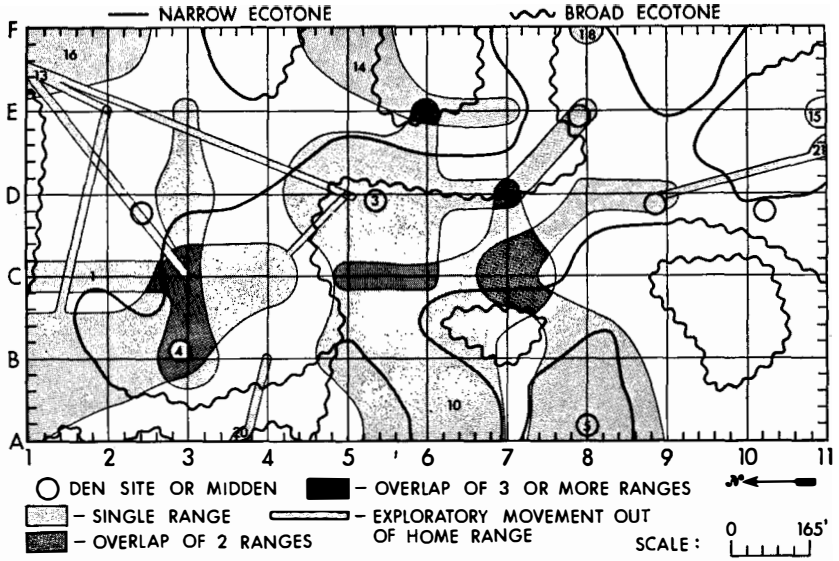 NARROW ECOTONE BROAD ECOTONE
F
16
14
18
13
E
15
21
D
3
C
1
B
4
10
5
20
A
1 2 3 4 5 6 7 8 9 10 11
DEN SITE OR MIDDEN - OVERLAP OF 3 OR MORE RANGES
N
- SINGLE RANGE - EXPLORATORY MOVEMENT OUT
OF HOME RANGE
- OVERLAP OF 2 RANGES
SCALE: 0 165'